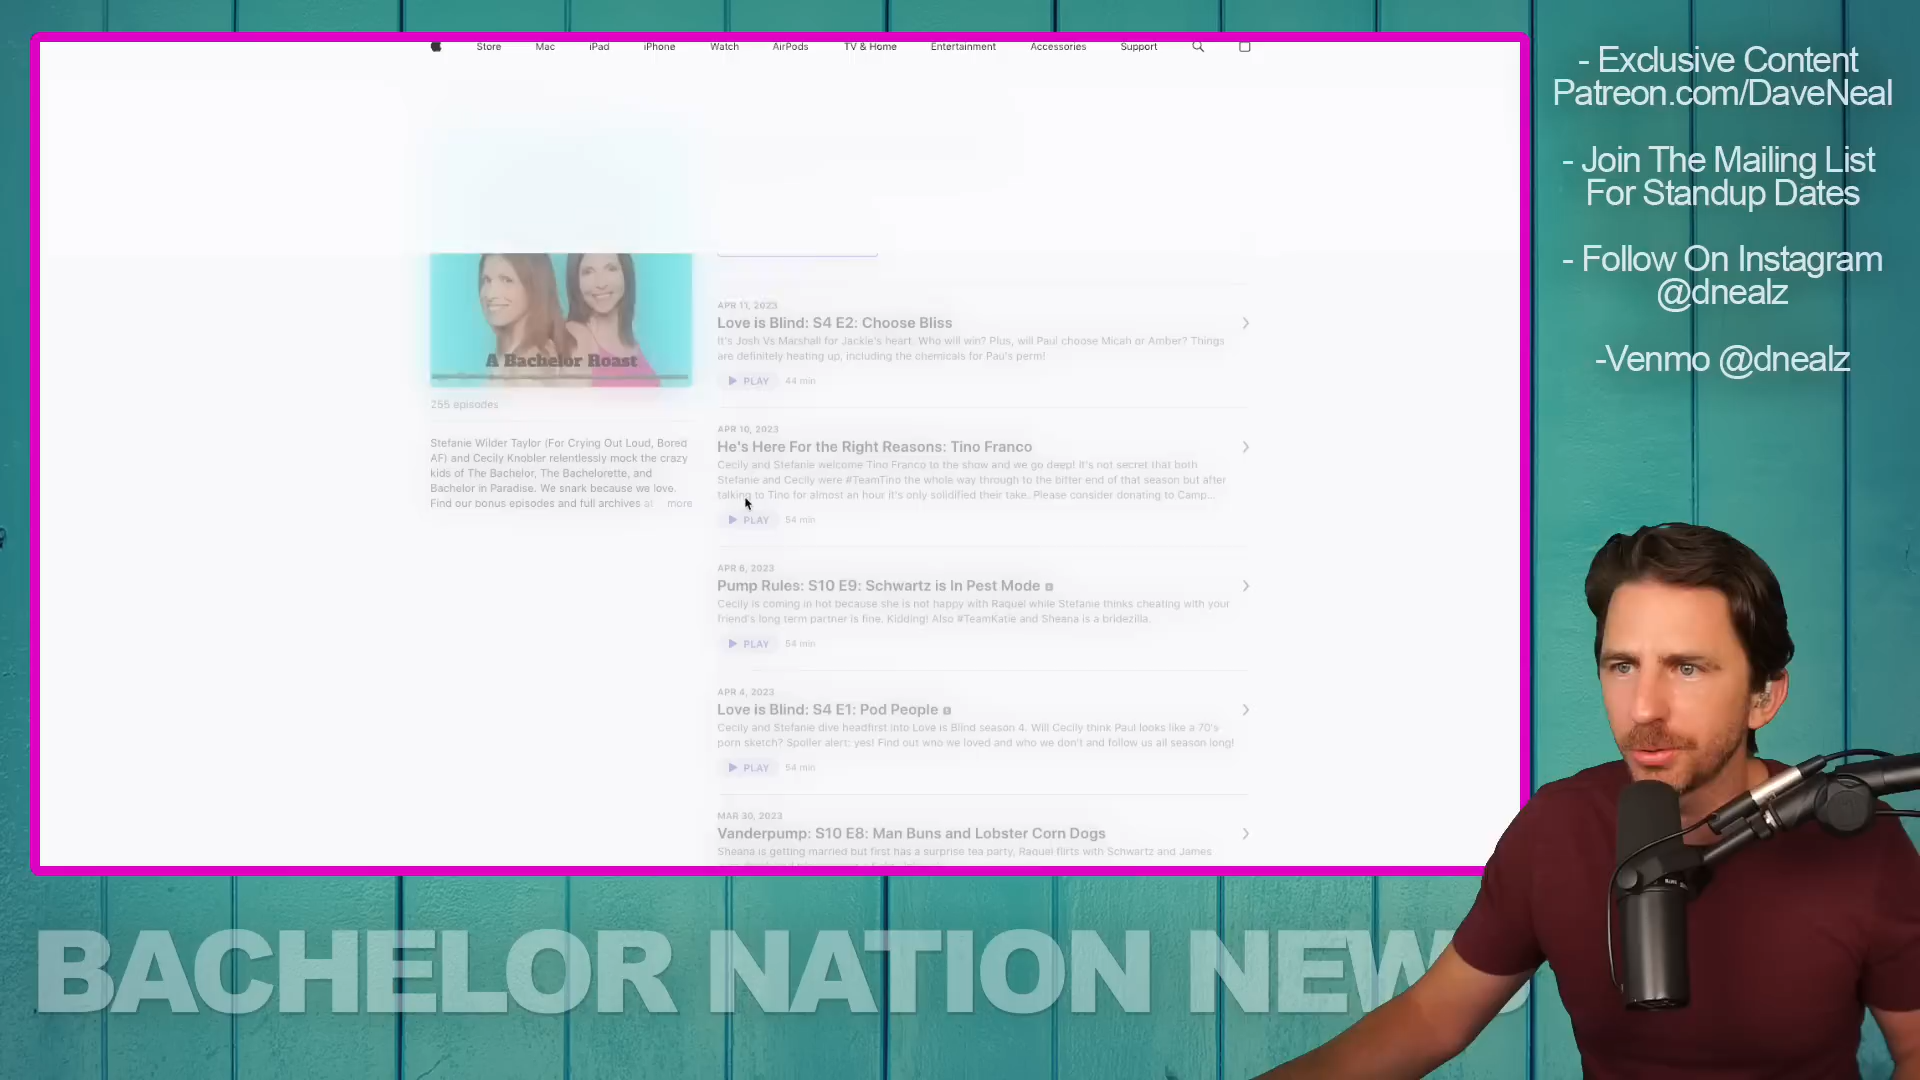 Store Mac iPad iPhone Watch AirPods TV & Home Entertainment Accessories Support
A Bachelor Roast
255 episodes
Stefanie Wilder Taylor (For Crying Out Loud, Bored
AF) and Cecily Knobler relentlessly mock the crazy
kids of The Bachelor, The Bachelorette, and
Bachelor in Paradise. We snark because we love.
Find our bonus episodes and full archives at more
APR 11, 2023
Love is Blind: S4 E2: Choose Bliss
It's Josh Vs Marshall for Jackie's heart. Who will win? Plus, will Paul choose Micah or Amber? Things
are definitely heating up, including the chemicals for Pau's perm!
PLAY 44 min
APR 10, 2023
He's Here For the Right Reasons: Tino Franco
Cecily and Stefanie welcome Tino Franco to the show and we go deep! It's not secret that both
Stefanie and Cecily were #TeamTino the whole way through to the bitter end of that season but after
talking to Tino for almost an hour it's only solidified their take. Please consider donating to Camp...
PLAY 54 min
APR 6, 2023
Pump Rules: S10 E9: Schwartz is In Pest Mode
Cecily is coming in hot because she is not happy with Raquel while Stefanie thinks cheating with your
friend's long term partner is fine. Kidding! Also #TeamKatie and Sheana is a bridezilla.
PLAY 54 min
APR 4, 2023
Love is Blind: S4 E1: Pod People
Cecily and Stefanie dive headfirst into Love is Blind season 4. Will Cecily think Paul looks like a 70's
porn sketch? Spoiler alert: yes! Find out who we loved and who we don't and follow us all season long!
PLAY 54 min
MAR 30, 2023
Vanderpump: S10 E8: Man Buns and Lobster Corn Dogs
Sheana is getting married but first has a surprise tea party, Raquel flirts with Schwartz and James
- Exclusive Content
Patreon.com/DaveNeal
- Join The Mailing List
For Standup Dates
- Follow On Instagram
@dnealz
-Venmo @dnealz
BACHELOR NATION NEWS